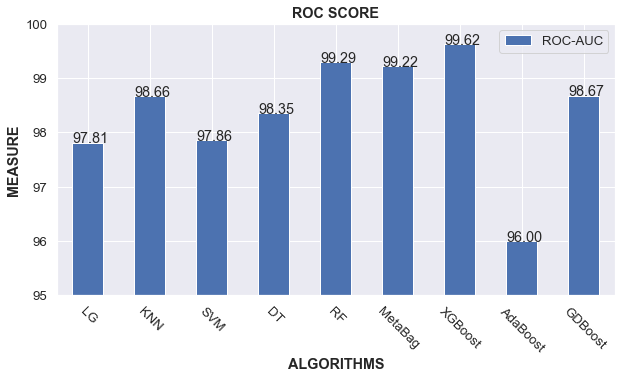 ROC SCORE
ROC-AUC
MEASURE
100
99
98
97
96
95
97.81
98.66
97.86
98.35
99.29
99.22
99.62
96.00
98.67
LG
KNN
SVM
DT
RF
MetaBag
XGBoost
AdaBoost
GDBoost
ALGORITHMS